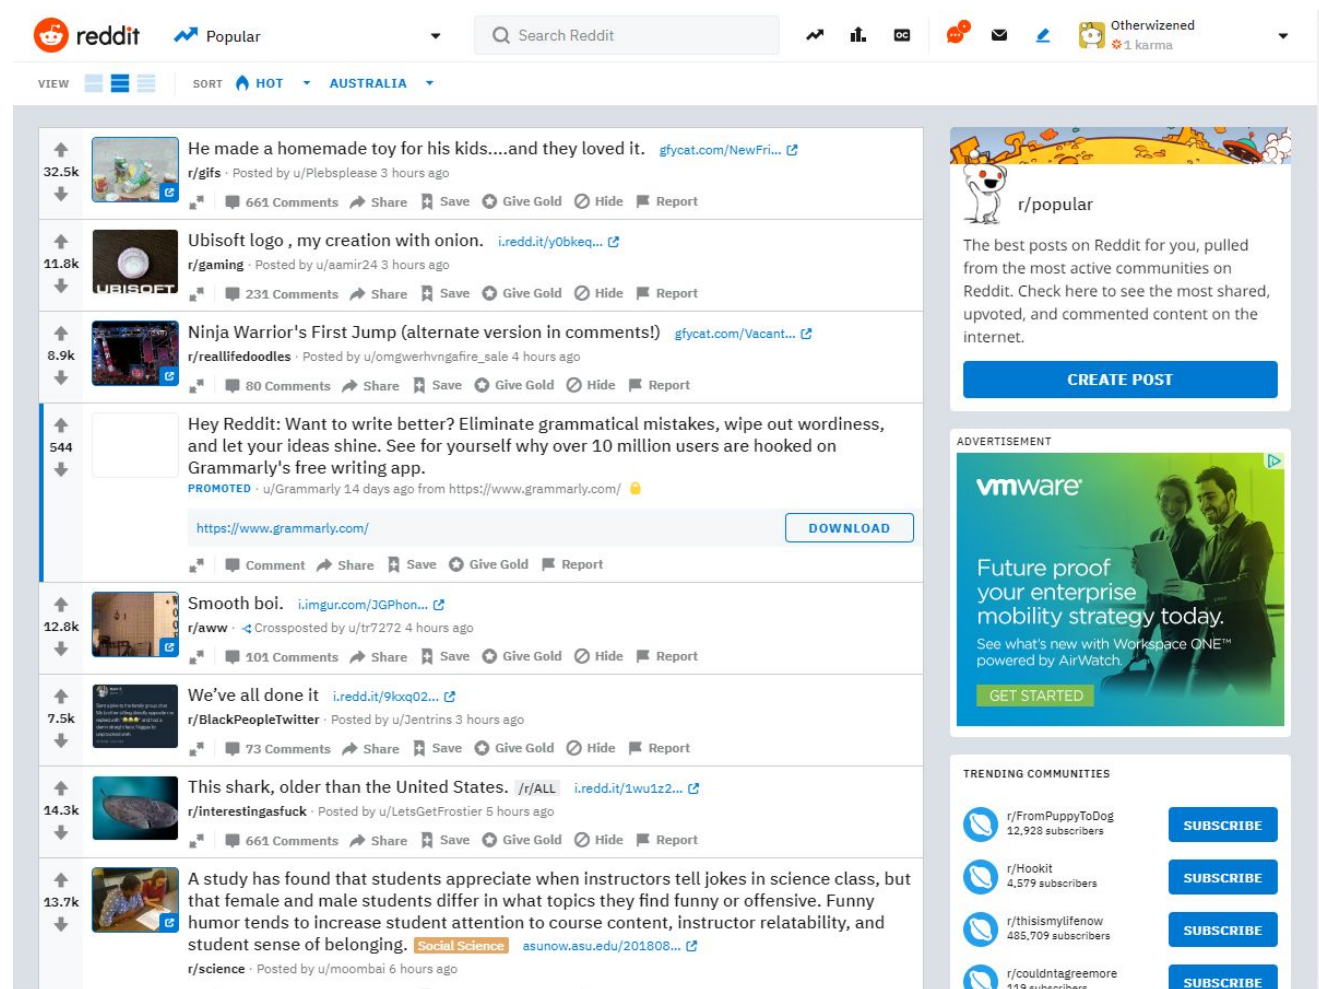 reddit
Popular
Search Reddit
Otherwizened
1 karma
VIEW
SORT HOT AUSTRALIA
32.5k
He made a homemade toy for his kids....and they loved it. gfycat.com/NewFri...
r/gifs · Posted by u/Plebsplease 3 hours ago
661 Comments Share Save Give Gold Hide Report
11.8k
UBISOFT
Ubisoft logo , my creation with onion. i.redd.it/y0bkeq...
r/gaming · Posted by u/aamir24 3 hours ago
231 Comments Share Save Give Gold Hide Report
8.9k
Ninja Warrior's First Jump (alternate version in comments!) gfycat.com/Vacant...
r/reallifedoodles · Posted by u/omgwerhvngafire_sale 4 hours ago
80 Comments Share Save Give Gold Hide Report
544
Hey Reddit: Want to write better? Eliminate grammatical mistakes, wipe out wordiness,
and let your ideas shine. See for yourself why over 10 million users are hooked on
Grammarly's free writing app.
PROMOTED · u/Grammarly 14 days ago from https://www.grammarly.com/
https://www.grammarly.com/
DOWNLOAD
Comment Share Save Give Gold Report
12.8k
Smooth boi. i.imgur.com/JGPhon...
r/aww · Crossposted by u/tr7272 4 hours ago
101 Comments Share Save Give Gold Hide Report
7.5k
We've all done it i.redd.it/9kxq02...
r/BlackPeopleTwitter · Posted by u/Jentrins 3 hours ago
73 Comments Share Save Give Gold Hide Report
14.3k
This shark, older than the United States. /r/ALL i.redd.it/1wu1z2...
r/interestingasfuck · Posted by u/LetsGetFrostier 5 hours ago
661 Comments Share Save Give Gold Hide Report
13.7k
A study has found that students appreciate when instructors tell jokes in science class, but
that female and male students differ in what topics they find funny or offensive. Funny
humor tends to increase student attention to course content, instructor relatability, and
student sense of belonging. Social Science asunow.asu.edu/201808...
r/science · Posted by u/moombai 6 hours ago
r/popular
The best posts on Reddit for you, pulled
from the most active communities on
Reddit. Check here to see the most shared,
upvoted, and commented content on the
internet.
CREATE POST
ADVERTISEMENT
vmware
Future proof
your enterprise
mobility strategy today.
See what's new with Workspace ONE™
powered by AirWatch.
GET STARTED
TRENDING COMMUNITIES
r/FromPuppyToDog
12,928 subscribers
SUBSCRIBE
r/Hookit
4,579 subscribers
SUBSCRIBE
r/thisismylifenow
485,709 subscribers
SUBSCRIBE
r/couldntagreemore
119 subscribers
SUBSCRIBE